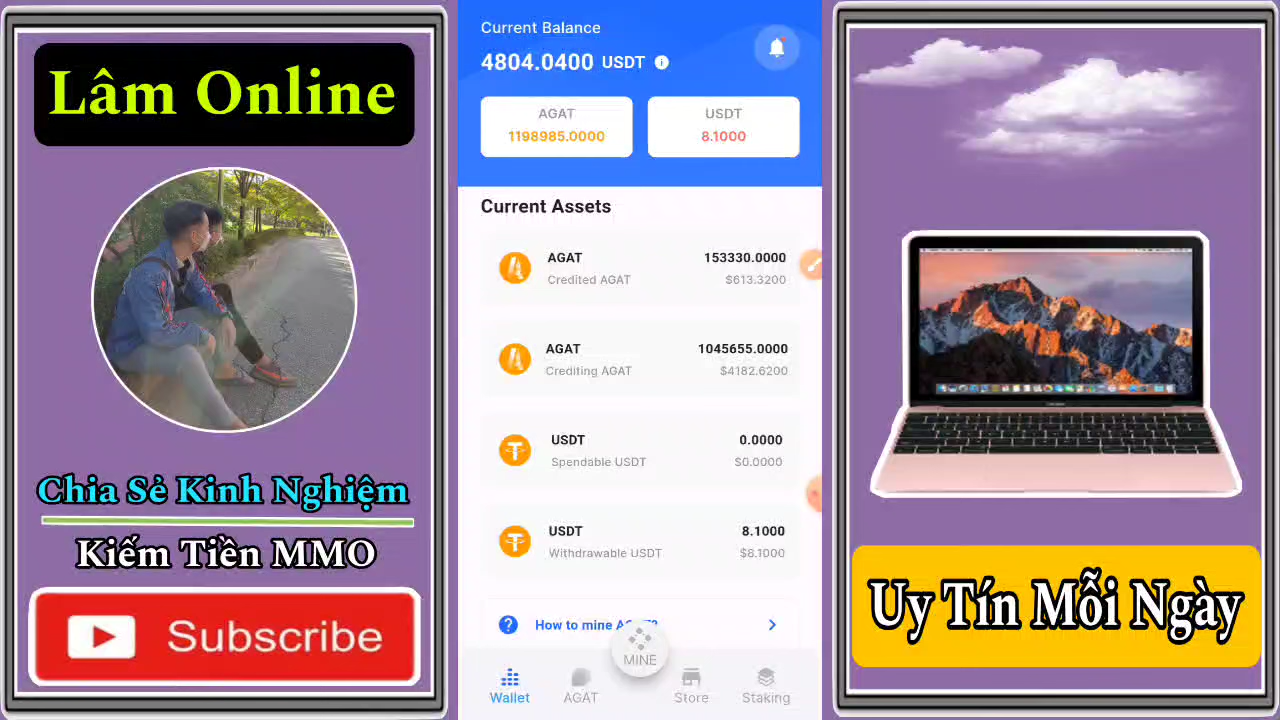 Lâm Online
Chia Sẻ Kinh Nghiệm
Kiếm Tiền MMO
Subscribe
Current Balance
4804.0400 USDT
AGAT
1198985.0000
USDT
8.1000
Current Assets
AGAT 153330.0000
Credited AGAT $613.3200
AGAT 1045655.0000
Crediting AGAT $4182.6200
USDT 0.0000
Spendable USDT $0.0000
USDT 8.1000
Withdrawable USDT $8.1000
How to mine
MINE
Wallet AGAT Store Staking
Uy Tín Mỗi Ngày